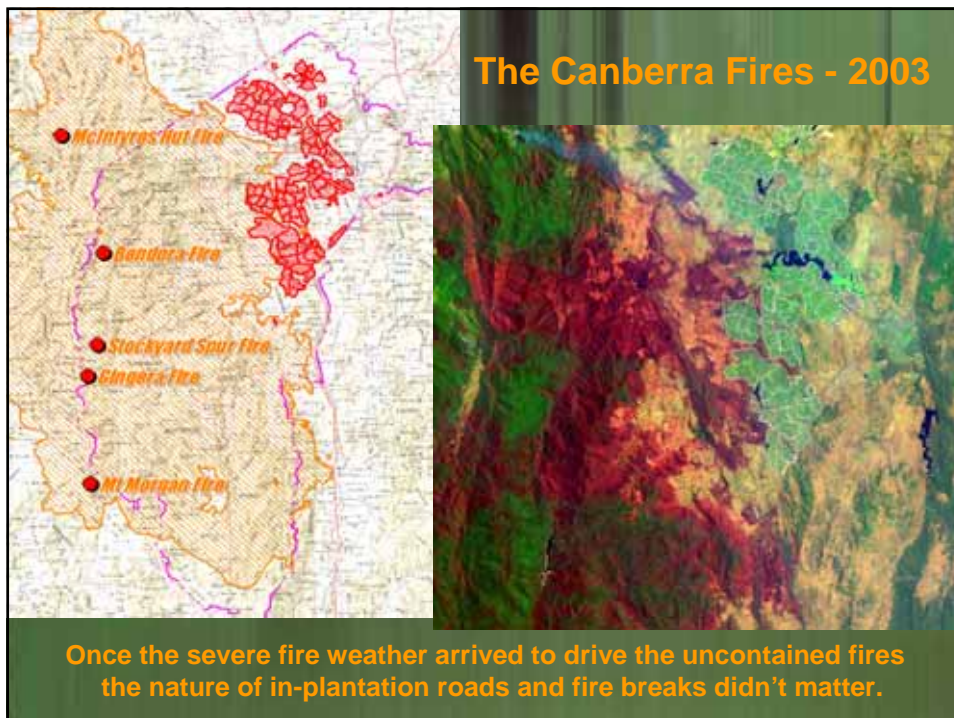 The Canberra Fires - 2003
McIntyres Hut Fire
Bendora Fire
Stockyard Spur Fire
Gingera Fire
Mt Morgan Fire
Once the severe fire weather arrived to drive the uncontained fires
the nature of in-plantation roads and fire breaks didn't matter.